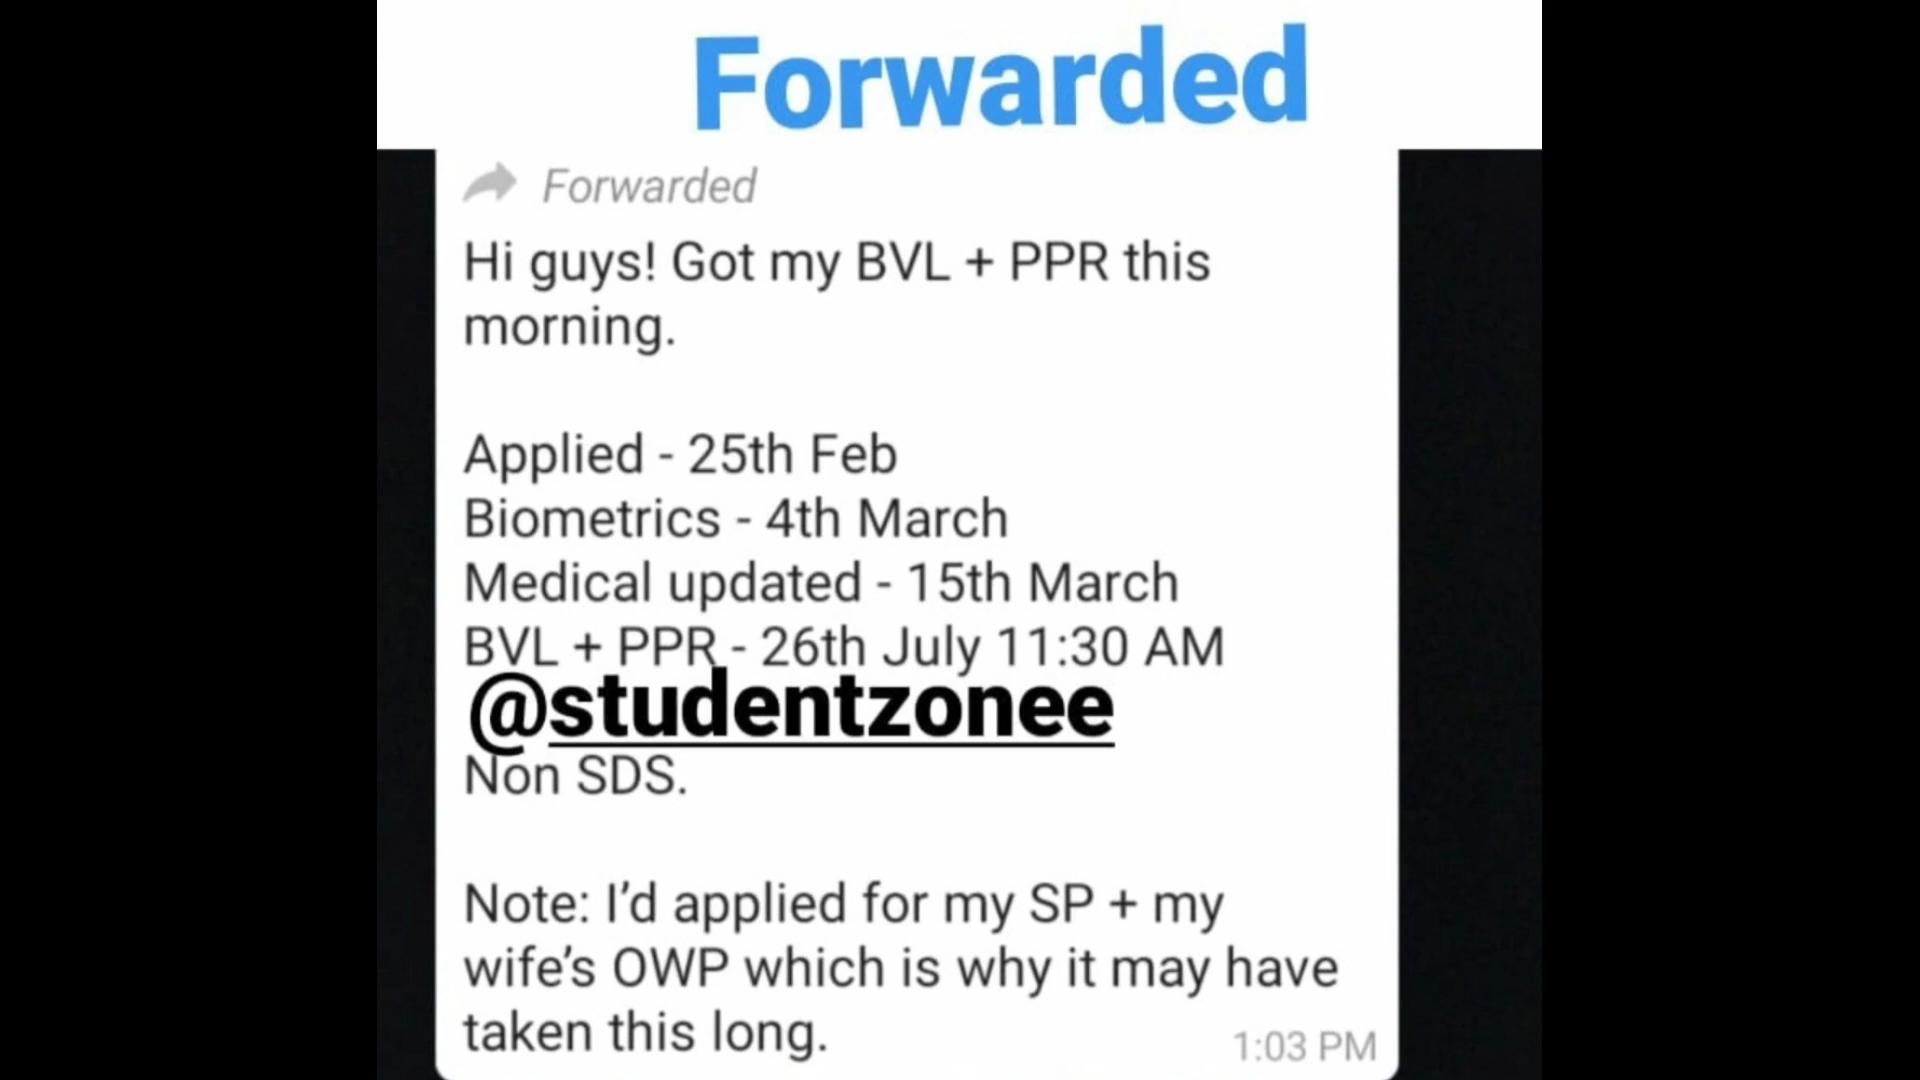 Forwarded
Forwarded
Hi guys! Got my BVL + PPR this
morning.
Applied - 25th Feb
Biometrics - 4th March
Medical updated - 15th March
BVL + PPR - 26th July 11:30 AM
@studentzonee
Non SDS.
Note: I’d applied for my SP + my
wife’s OWP which is why it may have
taken this long.
1:03 PM